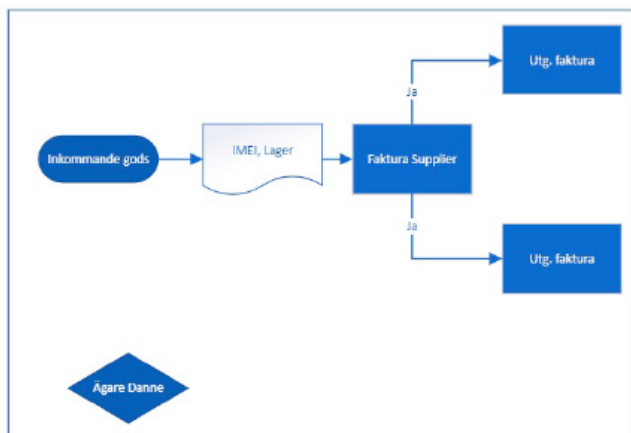 Utg. faktura
Ja
Inkommande gods
IMEI, Lager
Faktura Supplier
Ja
Utg. faktura
Ägare Danne